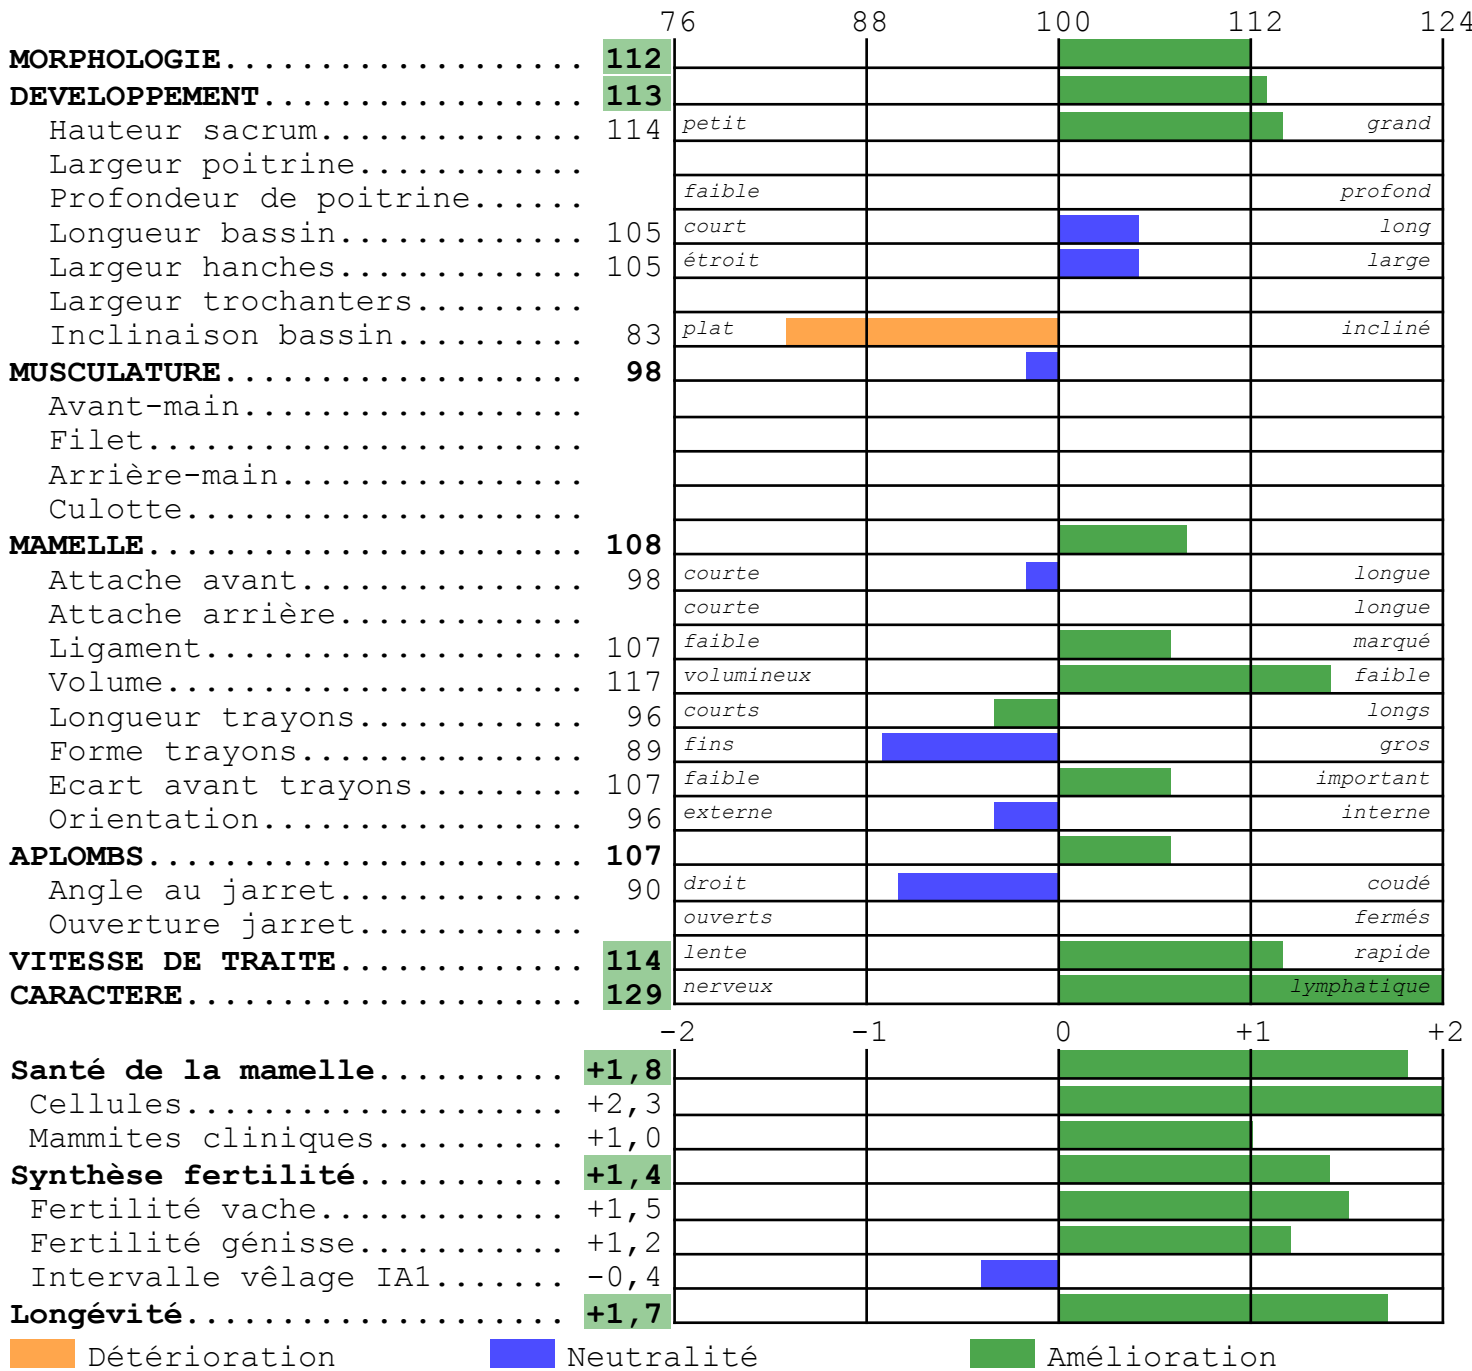 76 88 100 112 124
MORPHOLOGIE................... 112
DEVELOPPEMENT................. 113
Hauteur sacrum.............. 114 petit grand
Largeur poitrine............
Profondeur de poitrine...... faible profond
Longueur bassin............. 105 court long
Largeur hanches............. 105 étroit large
Largeur trochanters.........
Inclinaison bassin.......... 83 plat incliné
MUSCULATURE................... 98
Avant-main..................
Filet.......................
Arrière-main................
Culotte.....................
MAMELLE....................... 108
Attache avant............... 98 courte longue
Attache arrière............. courte longue
Ligament.................... 107 faible marqué
Volume...................... 117 volumineux faible
Longueur trayons............ 96 courts longs
Forme trayons............... 89 fins gros
Ecart avant trayons......... 107 faible important
Orientation................. 96 externe interne
APLOMBS....................... 107
Angle au jarret............. 90 droit coudé
Ouverture jarret............ ouverts fermés
VITESSE DE TRAITE............. 114 lente rapide
CARACTERE..................... 129 nerveux lymphatique
-2 -1 0 +1 +2
Santé de la mamelle.......... +1,8
Cellules.................... +2,3
Mammites cliniques.......... +1,0
Synthèse fertilité........... +1,4
Fertilité vache............. +1,5
Fertilité génisse........... +1,2
Intervalle vêlage IA1....... -0,4
Longévité.................... +1,7
Détérioration Neutralité Amélioration